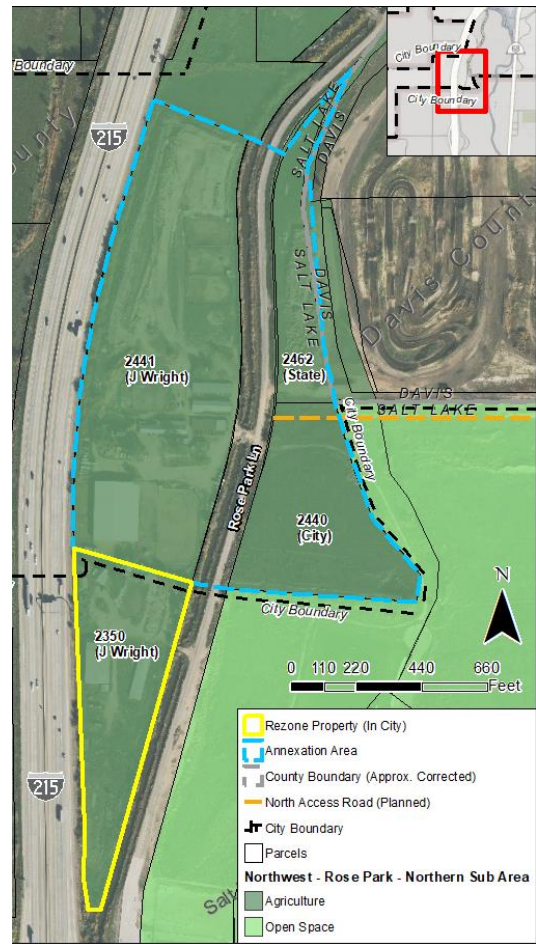 City Boundary
City Boundary
Boundary
215
SALT LAKE
DAVIS
County
Davis County
DAVIS
SALT LAKE
2441
(J Wright)
2462
(State)
DAVIS
SALT LAKE
City Boundary
Rose Park Ln
2440
(City)
City Boundary
2350
(J Wright)
N
0 110 220 440 660
Feet
215
Salt
Rezone Property (In City)
Annexation Area
County Boundary (Approx. Corrected)
North Access Road (Planned)
City Boundary
Parcels
Northwest - Rose Park - Northern Sub Area
Agriculture
Open Space